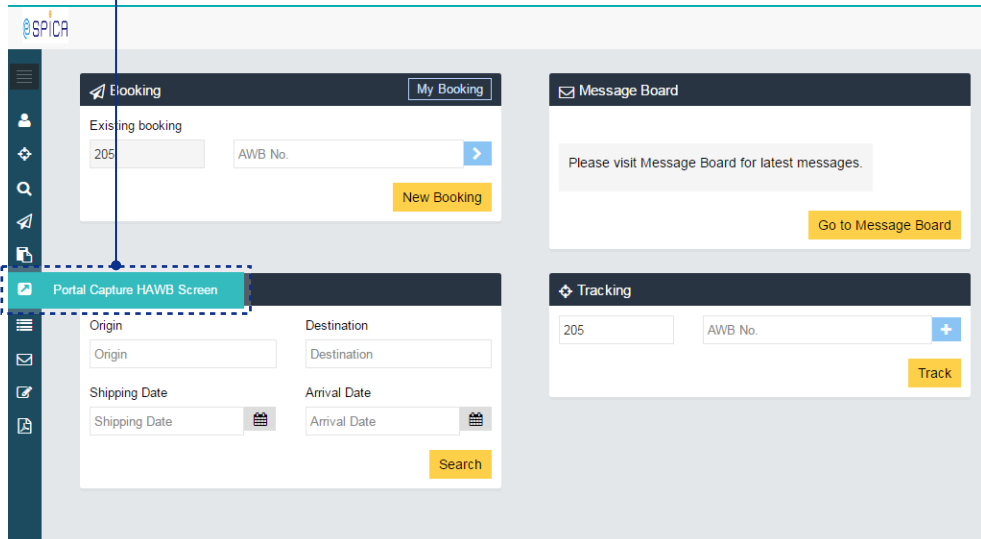 eSPICA
Booking
My Booking
Existing booking
205
AWB No.
New Booking
Message Board
Please visit Message Board for latest messages.
Go to Message Board
Portal Capture HAWB Screen
Origin
Destination
Origin
Destination
Shipping Date
Arrival Date
Shipping Date
Arrival Date
Search
Tracking
205
AWB No.
Track